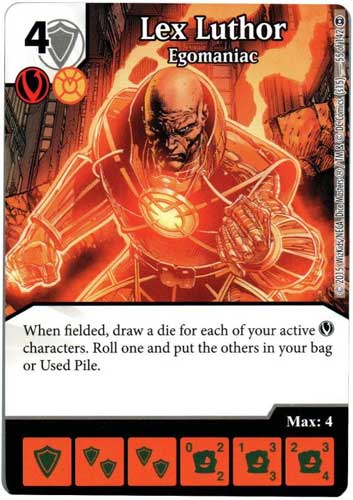 4
Lex Luthor
Egomaniac
When fielded, draw a die for each of your active
characters. Roll one and put the others in your bag
or Used Pile.
Max: 4
0 2 2
1 3 3
2 3 4